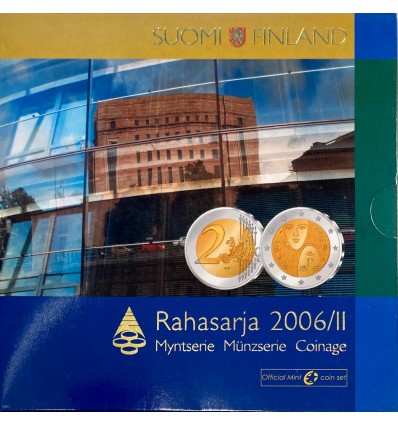 SUOMI FINLAND
2
Rahasarja 2006/II
Myntserie Münzserie Coinage
Official Mint coin set